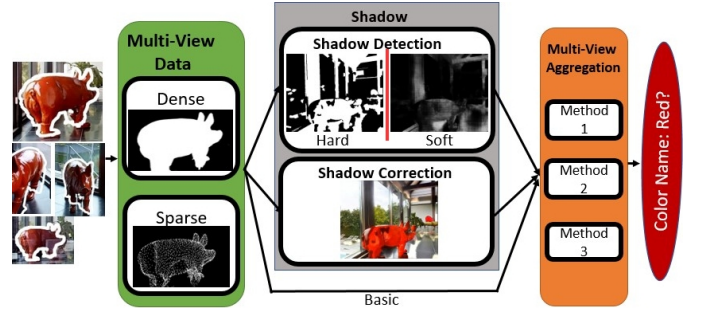 Multi-View
Data
Dense
Sparse
Shadow
Shadow Detection
Hard
Soft
Shadow Correction
Basic
Multi-View
Aggregation
Method
1
Method
2
Method
3
Color Name: Red?